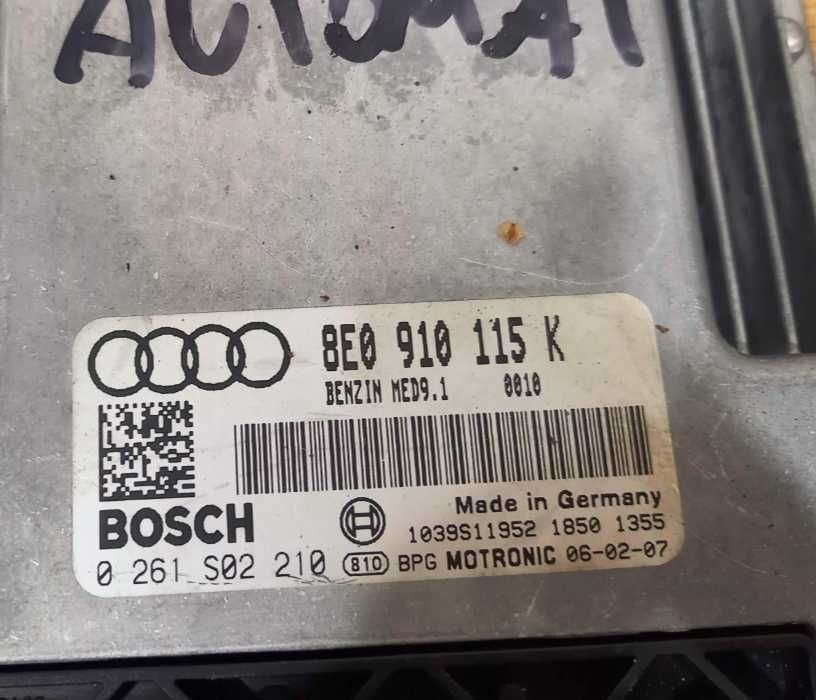 AUTOMAT
8E0 910 115 K
BENZIN MED9.1 0010
Made in Germany
BOSCH
1039S11952 1850 1355
0 261 S02 210 810 BPG MOTRONIC 06-02-07